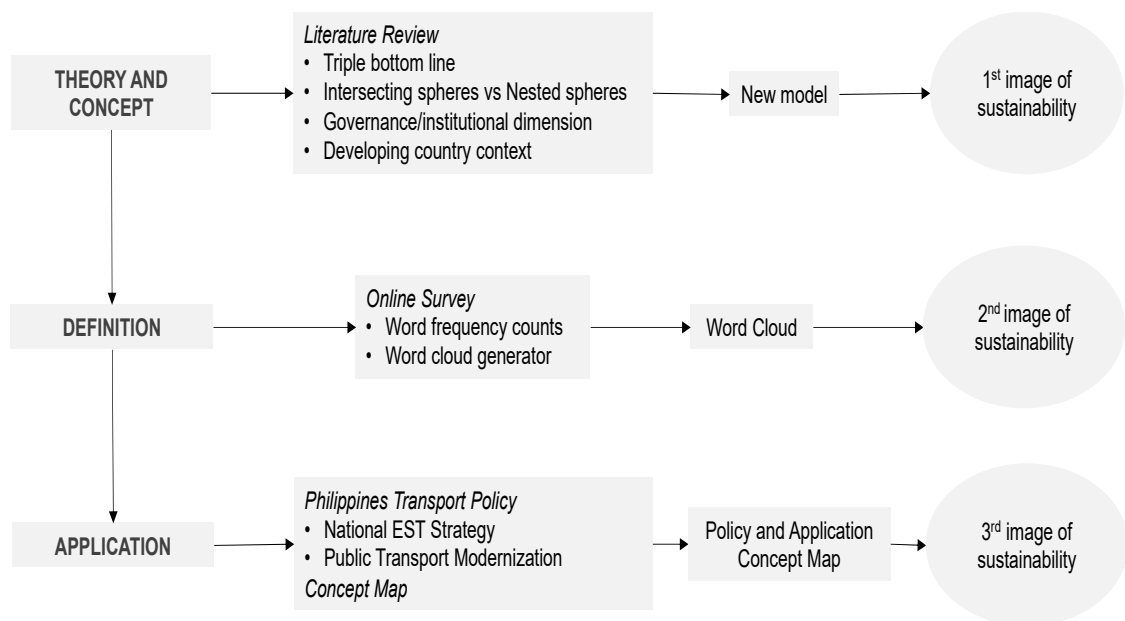 THEORY AND
CONCEPT
Literature Review
• Triple bottom line
• Intersecting spheres vs Nested spheres
• Governance/institutional dimension
• Developing country context
New model
1st image of
sustainability
DEFINITION
Online Survey
• Word frequency counts
• Word cloud generator
Word Cloud
2nd image of
sustainability
APPLICATION
Philippines Transport Policy
• National EST Strategy
• Public Transport Modernization
Concept Map
Policy and Application
Concept Map
3rd image of
sustainability